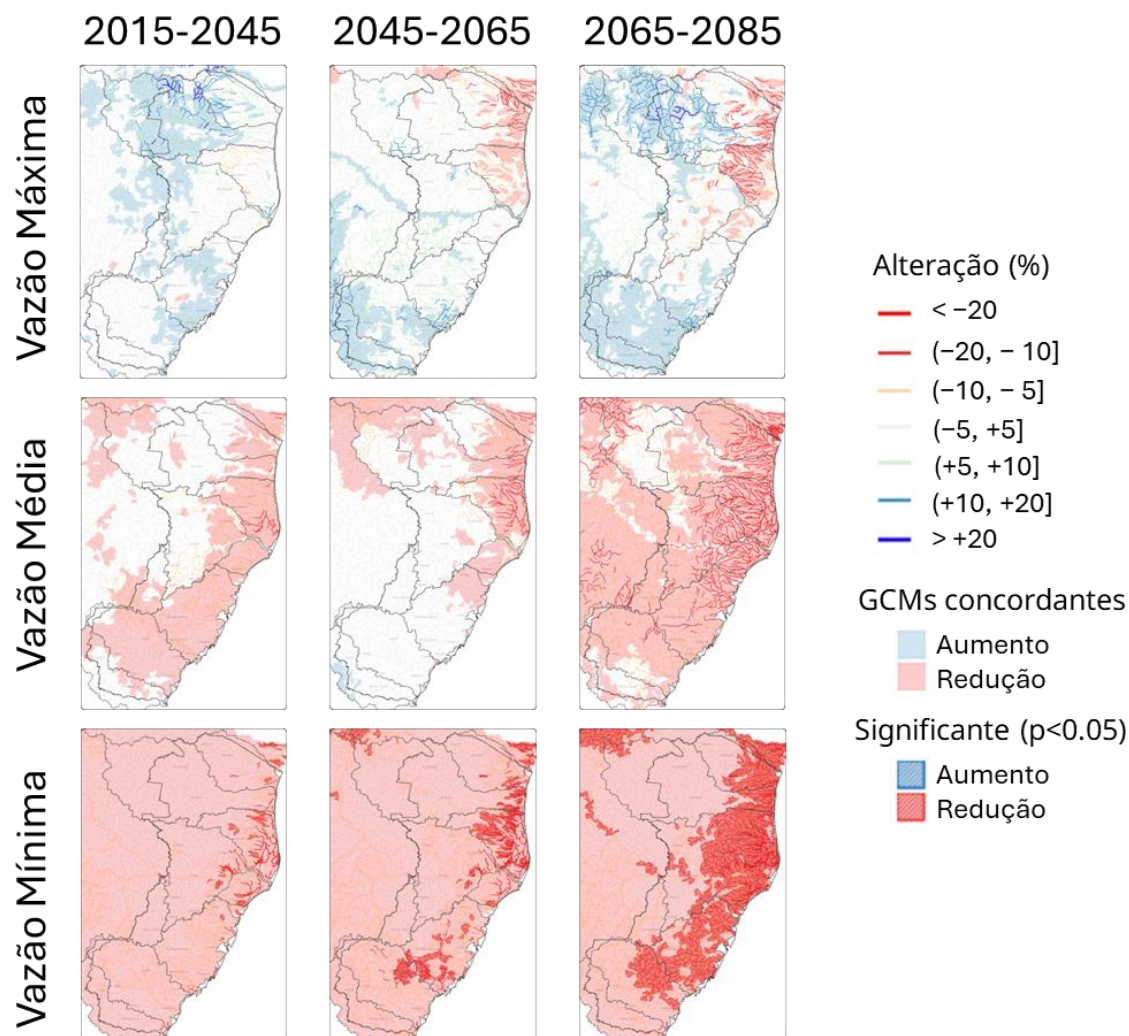 2015-2045 2045-2065 2065-2085
Vazão Máxima
Vazão Média
Vazão Mínima
Alteração (%)
< −20
(−20, − 10]
(−10, − 5]
(−5, +5]
(+5, +10]
(+10, +20]
> +20
GCMs concordantes
Aumento
Redução
Significante (p<0.05)
Aumento
Redução